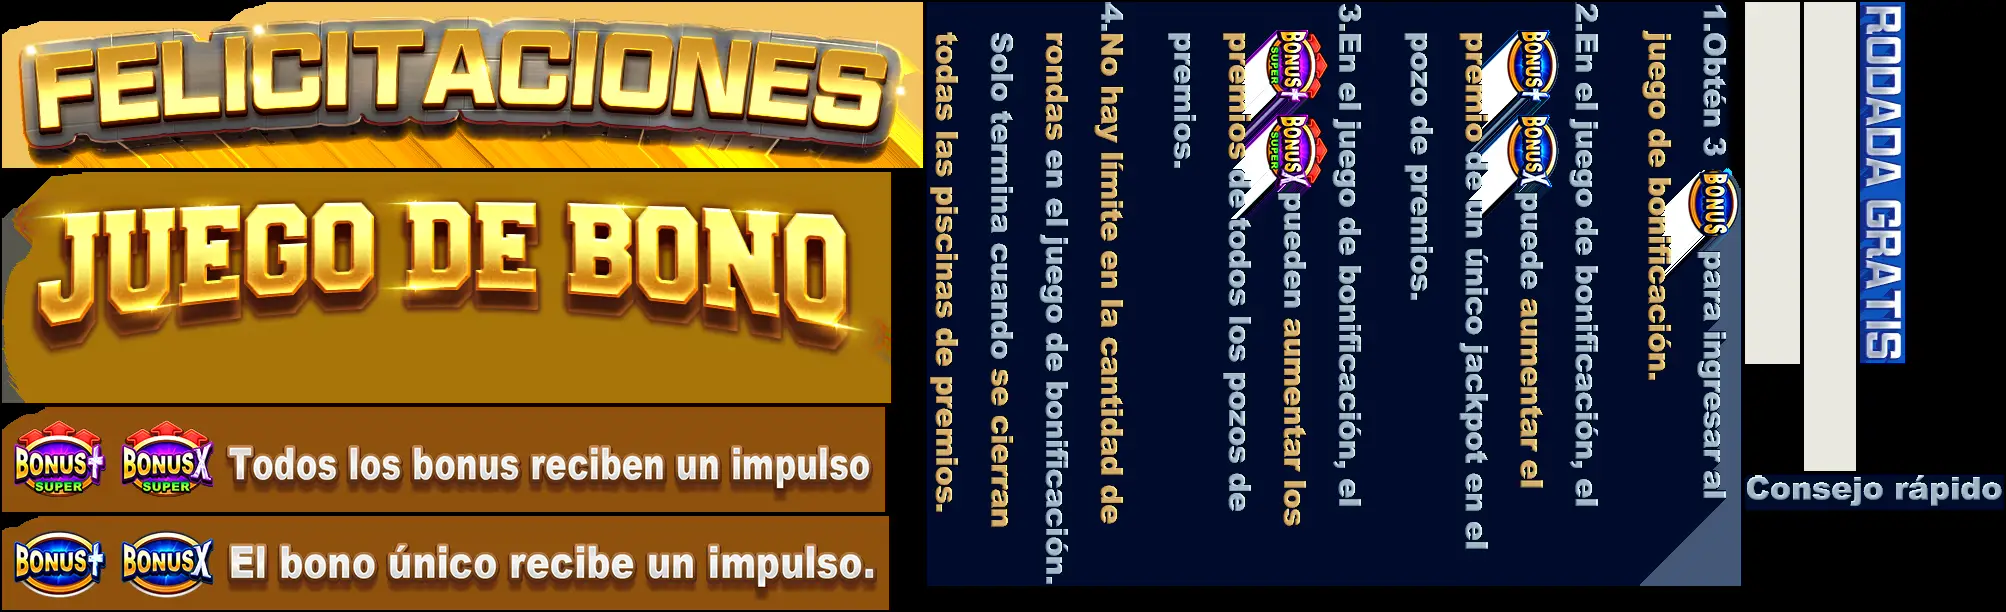 FELICITACIONES
JUEGO DE BONO
BONUS+ SUPER BONUSX SUPER Todos los bonus reciben un impulso
BONUS+ BONUSX El bono único recibe un impulso.
1.Obtén 3 BONUS para ingresar al
juego de bonificación.
2.En el juego de bonificación, el
BONUS+ BONUSX puede aumentar el
premio de un único jackpot en el
pozo de premios.
3.En el juego de bonificación, el
BONUS+ SUPER BONUSX SUPER pueden aumentar los
premios de todos los pozos de
premios.
4.No hay límite en la cantidad de
rondas en el juego de bonificación.
Solo termina cuando se cierran
todas las piscinas de premios.
RODADA GRATIS
Consejo rápido